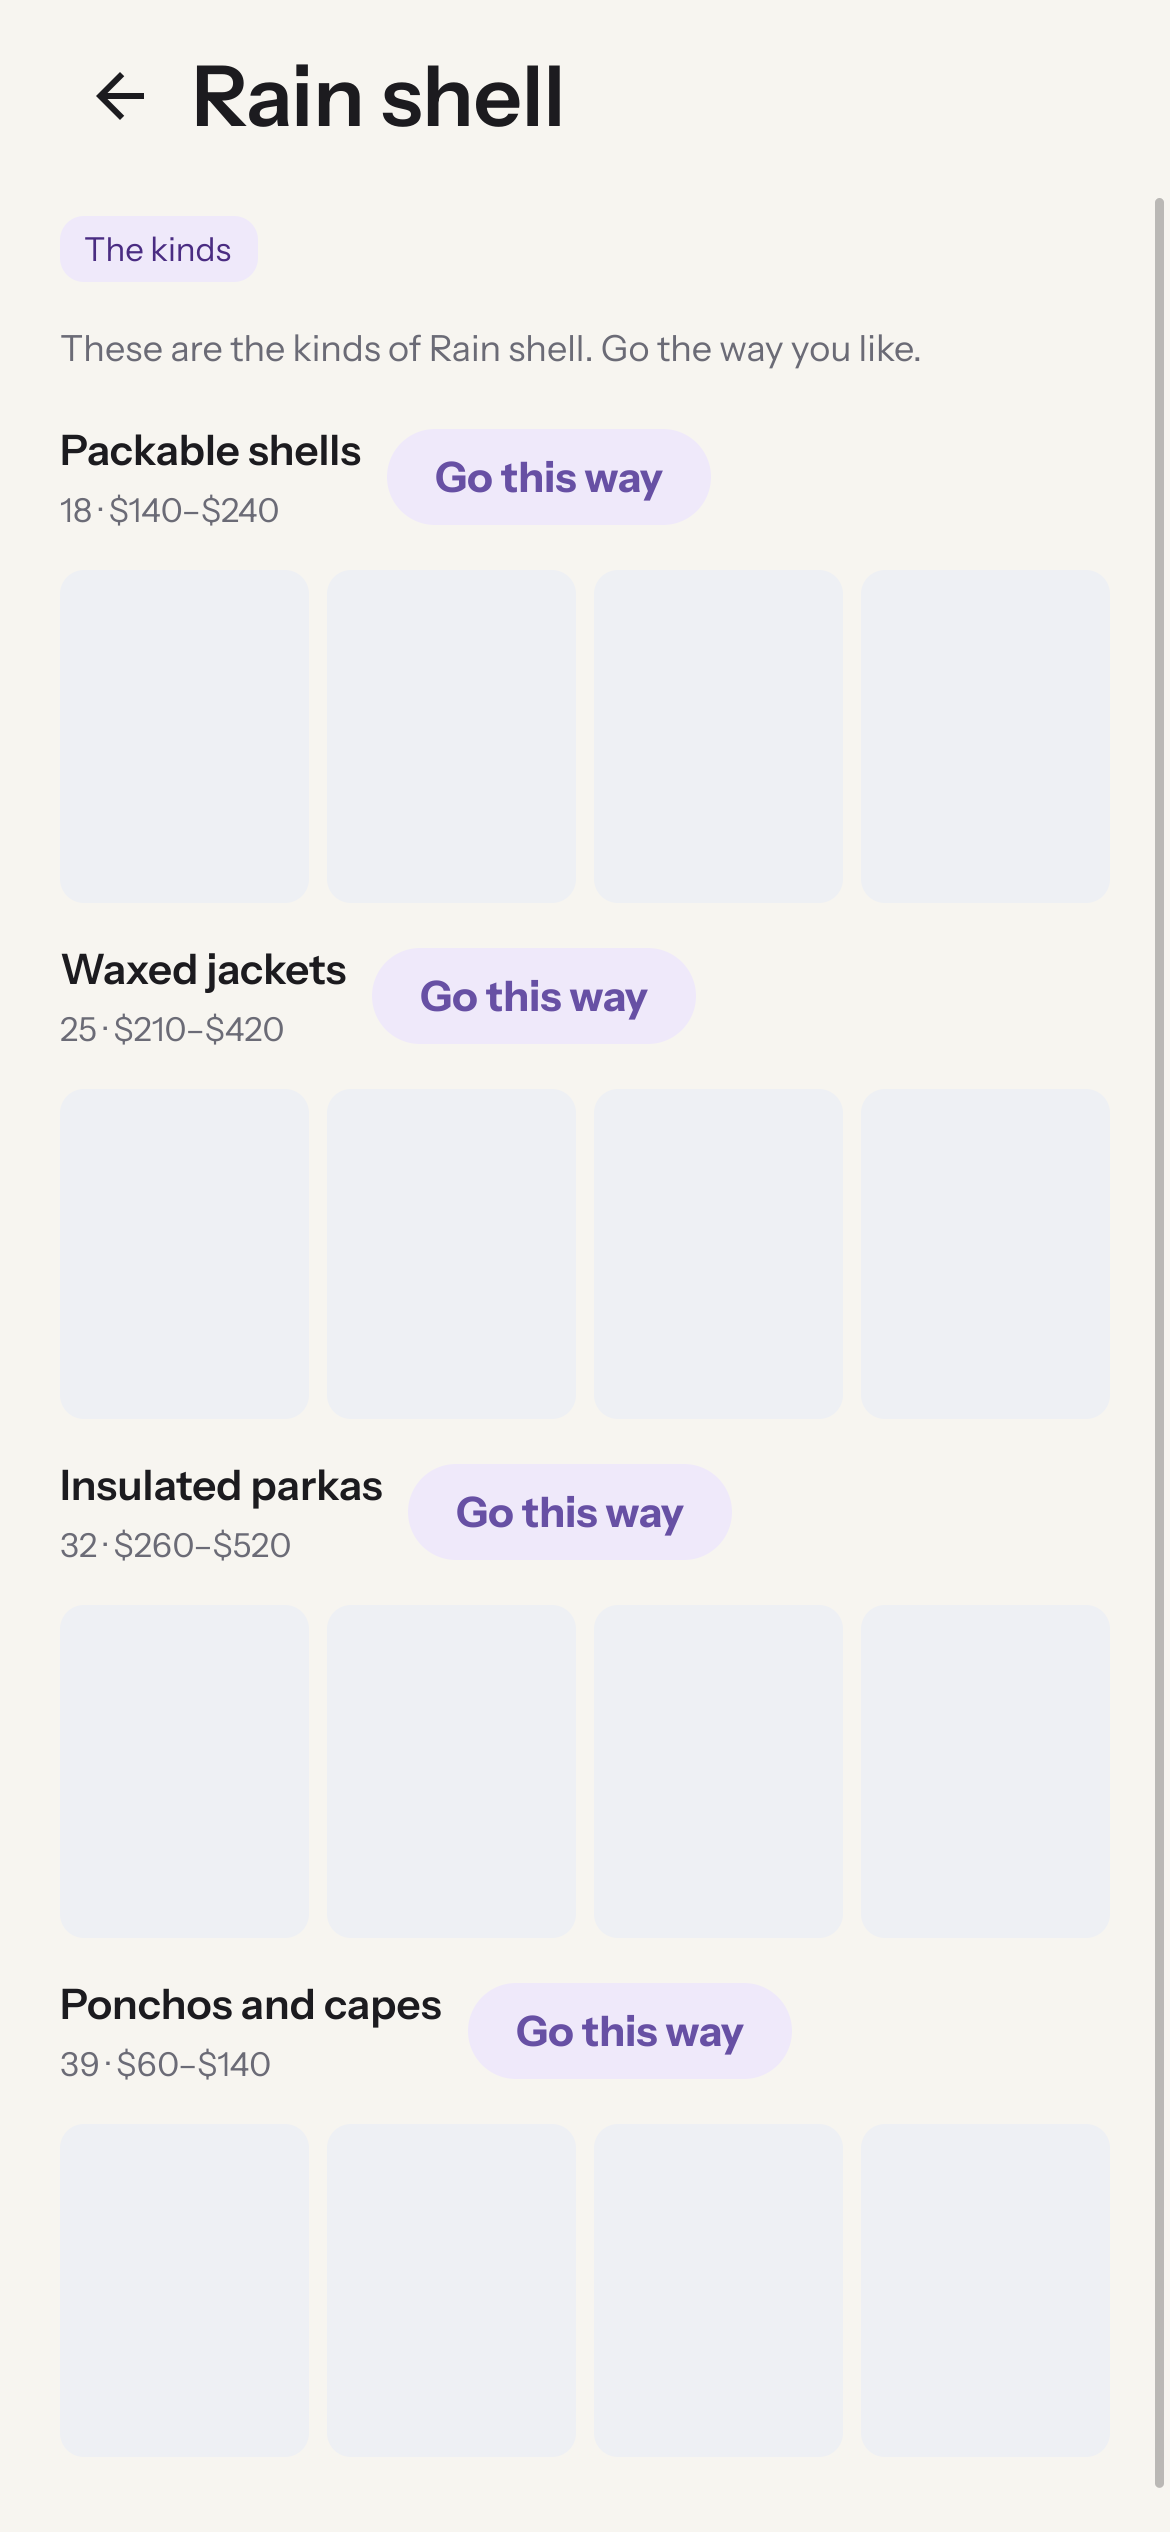 Rain shell
The kinds
These are the kinds of Rain shell. Go the way you like.
Packable shells
Go this way
18 · $140–$240
Waxed jackets
Go this way
25 · $210–$420
Insulated parkas
Go this way
32 · $260–$520
Ponchos and capes
Go this way
39 · $60–$140